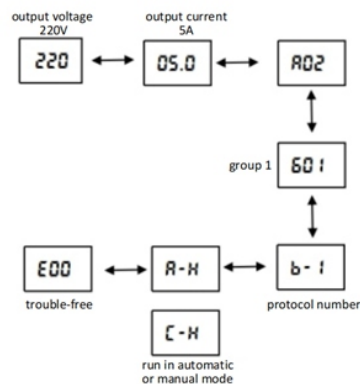 output voltage
220V
output current
5A
220
05.0
A02
group 1
601
E00
A-H
b-1
trouble-free
protocol number
C-H
run in automatic
or manual mode